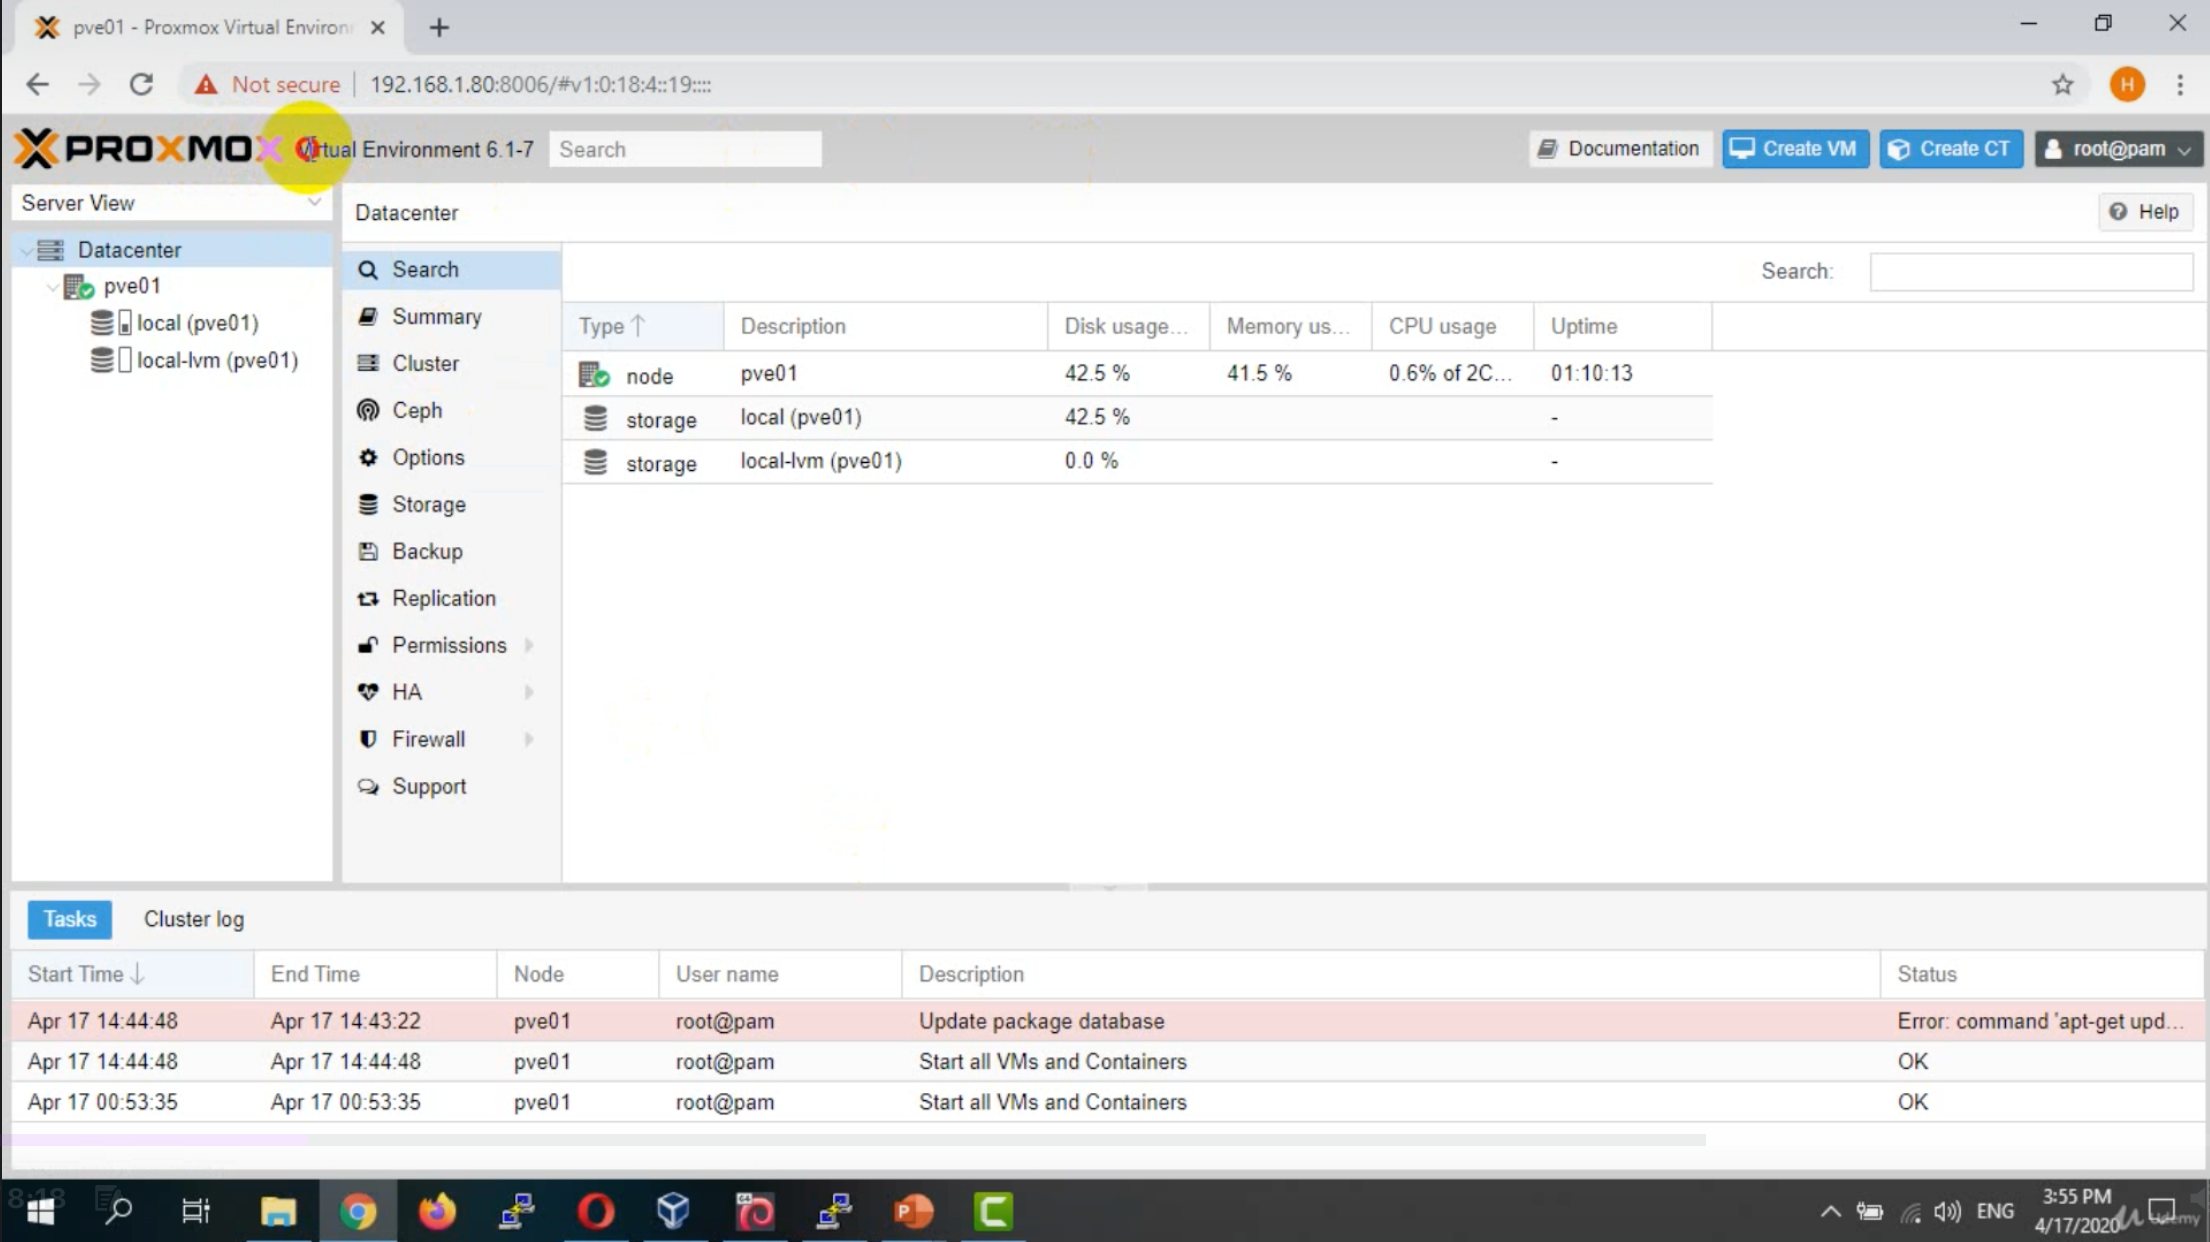 pve01 - Proxmox Virtual Environ
Not secure 192.168.1.80:8006/#v1:0:18:4::19::::
H
PROXMOX Virtual Environment 6.1-7 Search Documentation Create VM Create CT root@pam
Server View
Datacenter Help
Datacenter
pve01
local (pve01)
local-lvm (pve01)
Search
Summary
Cluster
Ceph
Options
Storage
Backup
Replication
Permissions
HA
Firewall
Support
Search:
Type Description Disk usage... Memory us... CPU usage Uptime
node pve01 42.5 % 41.5 % 0.6% of 2C... 01:10:13
storage local (pve01) 42.5 % -
storage local-lvm (pve01) 0.0 % -
Tasks Cluster log
Start Time End Time Node User name Description Status
Apr 17 14:44:48 Apr 17 14:43:22 pve01 root@pam Update package database Error: command 'apt-get upd...
Apr 17 14:44:48 Apr 17 14:44:48 pve01 root@pam Start all VMs and Containers OK
Apr 17 00:53:35 Apr 17 00:53:35 pve01 root@pam Start all VMs and Containers OK
8:18
64
ENG
3:55 PM
4/17/2020
Udemy